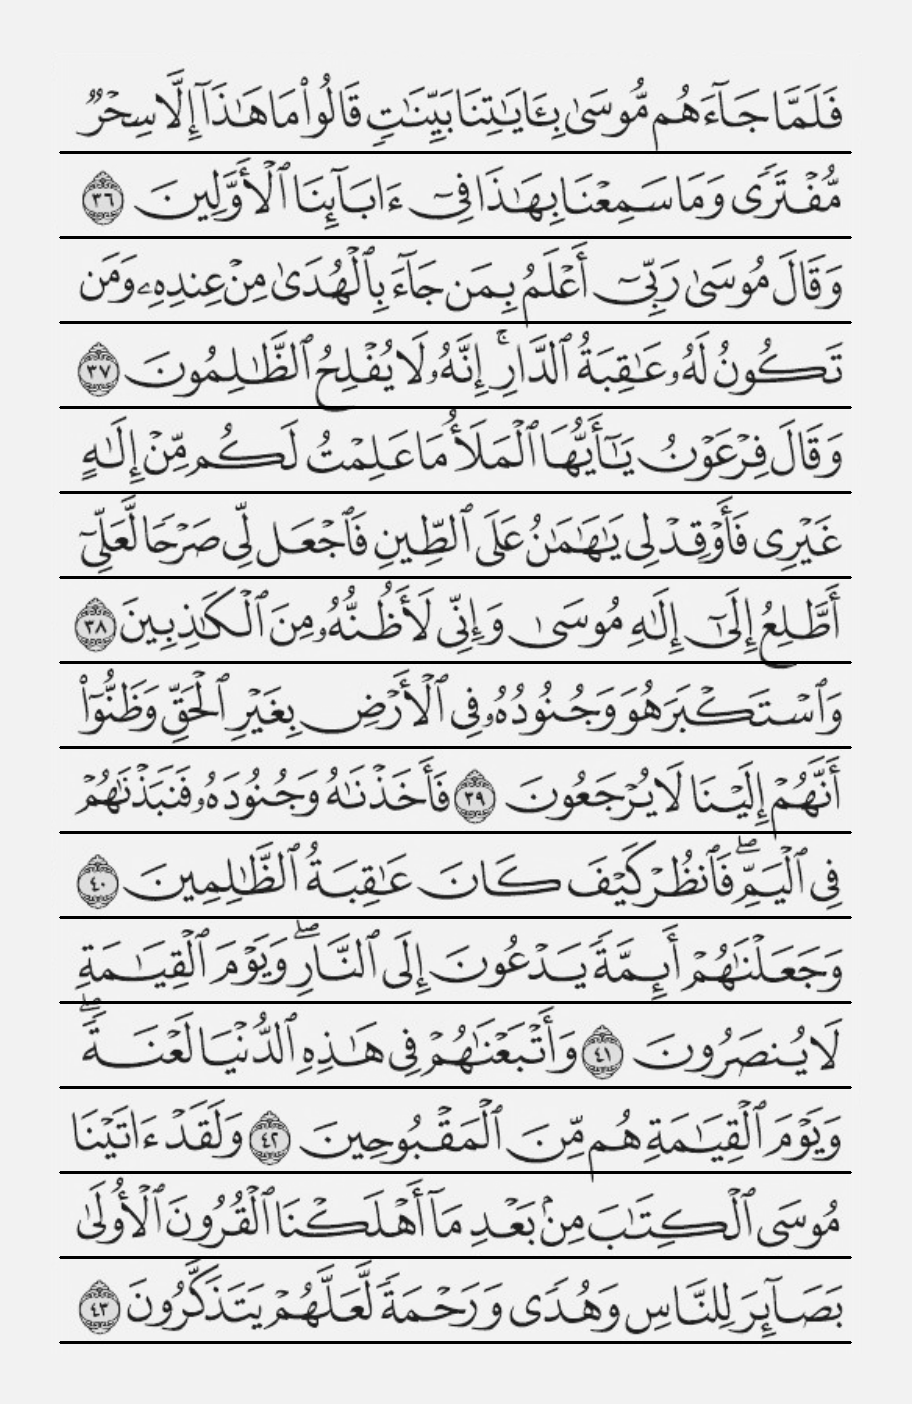 فَلَمَّا جَآءَهُم مُّوسَىٰ بِـَٔايَـٰتِنَا بَيِّنَـٰتٍ قَالُوا۟ مَا هَـٰذَآ إِلَّا سِحْرٌ
مُّفْتَرًى وَمَا سَمِعْنَا بِهَـٰذَا فِىٓ ءَابَآئِنَا ٱلْأَوَّلِينَ ٣٦
وَقَالَ مُوسَىٰ رَبِّىٓ أَعْلَمُ بِمَن جَآءَ بِٱلْهُدَىٰ مِنْ عِندِهِۦ وَمَن
تَكُونُ لَهُۥ عَـٰقِبَةُ ٱلدَّارِ ۚ إِنَّهُۥ لَا يُفْلِحُ ٱلظَّـٰلِمُونَ ٣٧
وَقَالَ فِرْعَوْنُ يَـٰٓأَيُّهَا ٱلْمَلَأُ مَا عَلِمْتُ لَكُم مِّنْ إِلَـٰهٍ
غَيْرِى فَأَوْقِدْ لِى يَـٰهَـٰمَـٰنُ عَلَى ٱلطِّينِ فَٱجْعَل لِّى صَرْحًا لَّعَلِّىٓ
أَطَّلِعُ إِلَىٰٓ إِلَـٰهِ مُوسَىٰ وَإِنِّى لَأَظُنُّهُۥ مِنَ ٱلْكَـٰذِبِينَ ٣٨
وَٱسْتَكْبَرَ هُوَ وَجُنُودُهُۥ فِى ٱلْأَرْضِ بِغَيْرِ ٱلْحَقِّ وَظَنُّوٓا۟
أَنَّهُمْ إِلَيْنَا لَا يُرْجَعُونَ ٣٩ فَأَخَذْنَـٰهُ وَجُنُودَهُۥ فَنَبَذْنَـٰهُمْ
فِى ٱلْيَمِّ ۖ فَٱنظُرْ كَيْفَ كَانَ عَـٰقِبَةُ ٱلظَّـٰلِمِينَ ٤٠
وَجَعَلْنَـٰهُمْ أَئِمَّةً يَدْعُونَ إِلَى ٱلنَّارِ ۖ وَيَوْمَ ٱلْقِيَـٰمَةِ
لَا يُنصَرُونَ ٤١ وَأَتْبَعْنَـٰهُمْ فِى هَـٰذِهِ ٱلدُّنْيَا لَعْنَةً ۖ
وَيَوْمَ ٱلْقِيَـٰمَةِ هُم مِّنَ ٱلْمَقْبُوحِينَ ٤٢ وَلَقَدْ ءَاتَيْنَا
مُوسَى ٱلْكِتَـٰبَ مِنۢ بَعْدِ مَآ أَهْلَكْنَا ٱلْقُرُونَ ٱلْأُولَىٰ
بَصَآئِرَ لِلنَّاسِ وَهُدًى وَرَحْمَةً لَّعَلَّهُمْ يَتَذَكَّرُونَ ٤٣